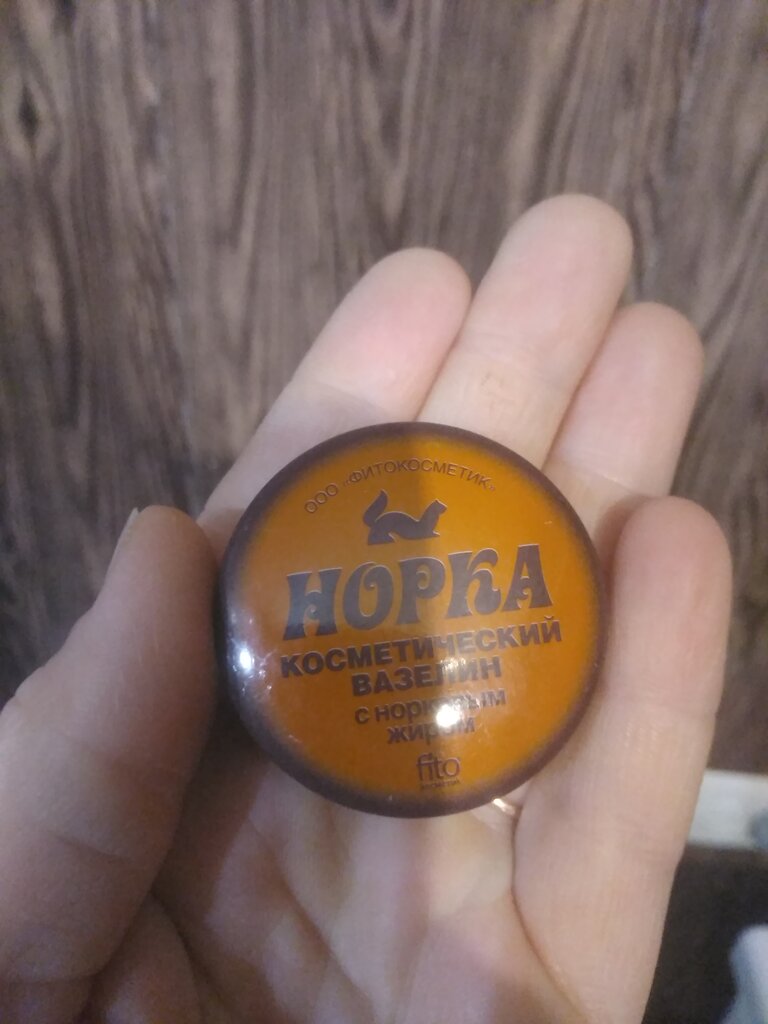 ООО «ФИТОКОСМЕТИК»
НОРКА
КОСМЕТИЧЕСКИЙ
ВАЗЕЛИН
С НОРКОВЫМ
ЖИРОМ
fito